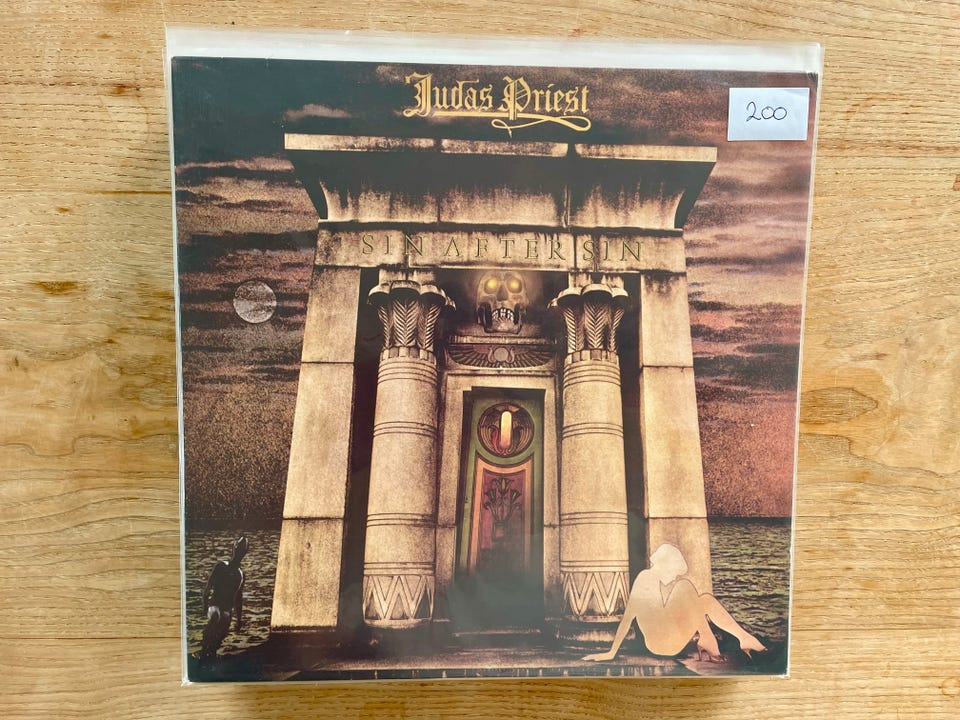 Judas Priest
200
SIN AFTER SIN